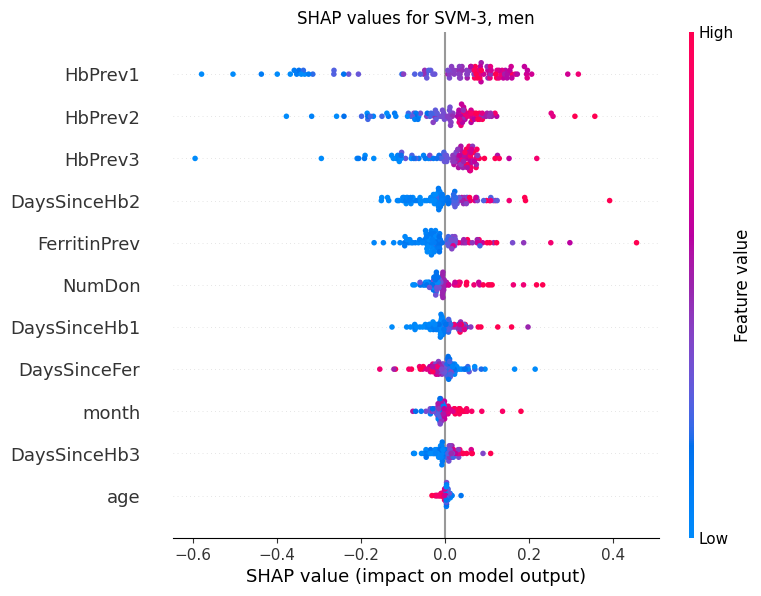 SHAP values for SVM-3, men
High
HbPrev1
HbPrev2
HbPrev3
DaysSinceHb2
FerritinPrev
NumDon
DaysSinceHb1
DaysSinceFer
month
DaysSinceHb3
age
Feature value
Low
−0.6 −0.4 −0.2 0.0 0.2 0.4
SHAP value (impact on model output)